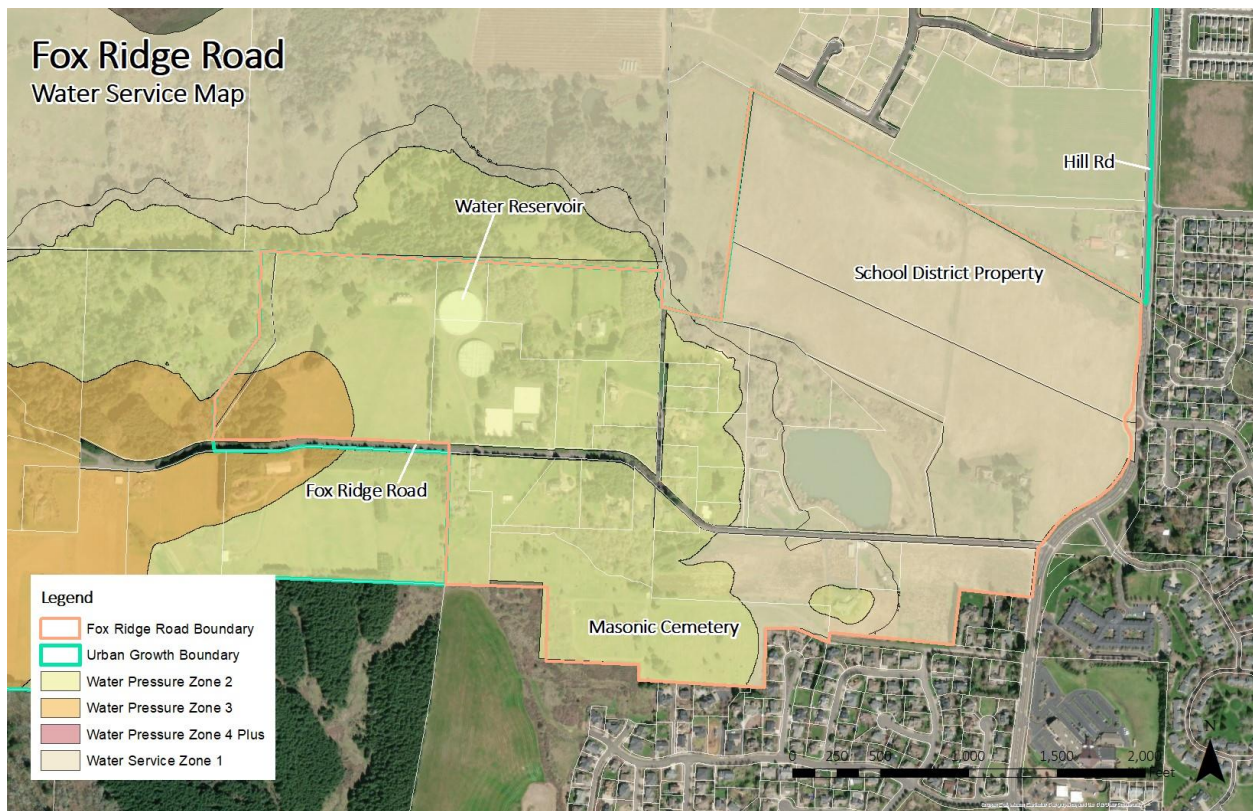 Fox Ridge Road
Water Service Map
Hill Rd
Water Reservoir
School District Property
Fox Ridge Road
Masonic Cemetery
Legend
Fox Ridge Road Boundary
Urban Growth Boundary
Water Pressure Zone 2
Water Pressure Zone 3
Water Pressure Zone 4 Plus
Water Service Zone 1
N
0 250 500 1,000 1,500 2,000
Feet